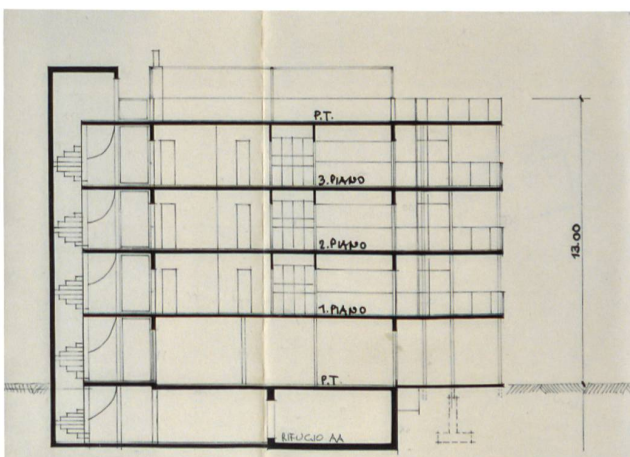 P.T.
3.PIANO
2.PIANO
1.PIANO
P.T.
RIFUGIO AA
13.00